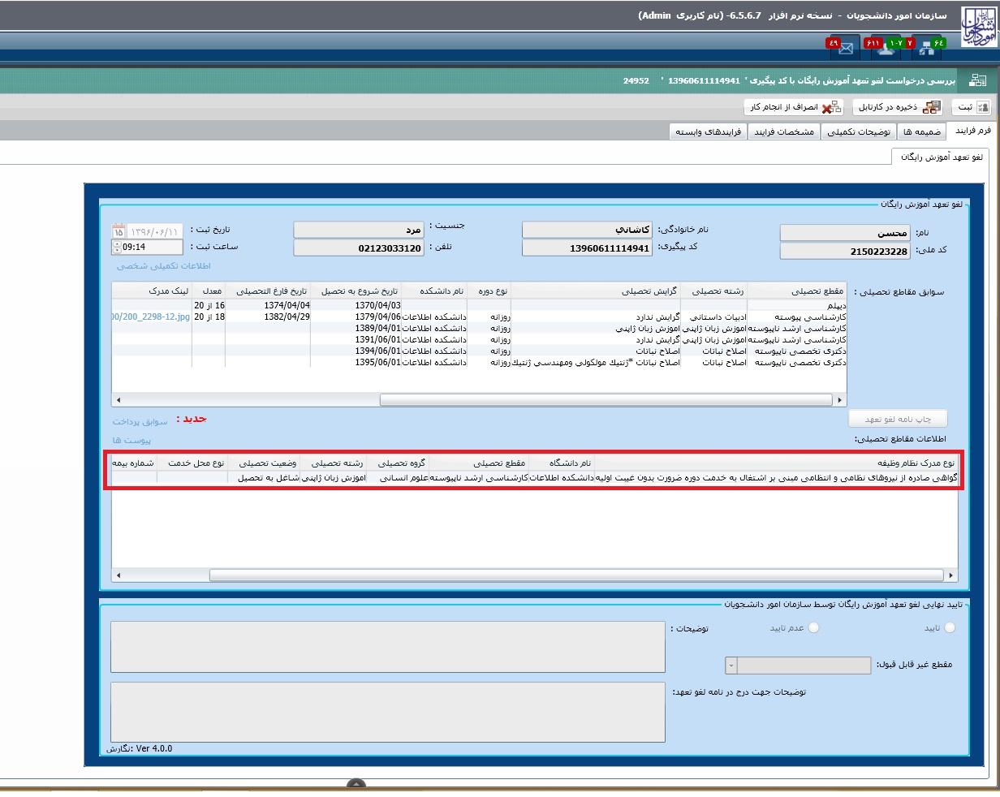 سازمان امور دانشجویان - نسخه نرم افزار 6.5.6.7- (نام کاربری Admin)
۶۴ ۷ ۱۰۷ ۶۱۱ ۴۹
بررسی درخواست لغو تعهد آموزش رایگان با کد پیگیری ' 13960611114941 ' 24952
ثبت ذخیره در کارتابل انصراف از انجام کار
فرم فرایند ضمیمه ها توضیحات تکمیلی مشخصات فرایند فرایندهای وابسته
لغو تعهد آموزش رایگان
لغو تعهد آموزش رایگان
نام: محسن نام خانوادگی: کاشاني جنسیت : مرد تاریخ ثبت : ۱۳۹۶/۰۶/۱۱
کد ملی: 2150223228 کد پیگیری: 13960611114941 تلفن : 02123033120 ساعت ثبت : 09:14
اطلاعات تکمیلی شخصی
سوابق مقاطع تحصیلی :
مقطع تحصیلی رشته تحصیلی گرایش تحصیلی نوع دوره نام دانشکده تاریخ شروع به تحصیل تاریخ فارغ التحصیلی معدل لینک مدرک
دیپلم 1370/04/03 1374/04/04 16 از 20
کارشناسی پیوسته ادبیات داستانی گرایش ندارد روزانه دانشکده اطلاعات 1379/04/06 1382/04/29 18 از 20 00/200_2298-12.jpg
کارشناسی ارشد ناپیوسته اموزش زبان ژاپني اموزش زبان ژاپني روزانه دانشکده اطلاعات 1389/04/01
کارشناسی ارشد ناپیوسته اموزش زبان ژاپني گرایش ندارد روزانه دانشکده اطلاعات 1391/06/01
دکتری تخصصی ناپیوسته اصلاح نباتات اصلاح نباتات روزانه دانشکده اطلاعات 1394/06/01
دکتری تخصصی ناپیوسته اصلاح نباتات اصلاح نباتات *ژنتيك مولكولي ومهندسي ژنتيك روزانه دانشکده اطلاعات 1395/06/01
چاپ نامه لغو تعهد جدید : سوابق پرداخت
پیوست ها
اطلاعات مقاطع تحصیلی:
نوع مدرک نظام وظیفه نام دانشگاه مقطع تحصیلی گروه تحصیلی رشته تحصیلی وضعیت تحصیلی نوع محل خدمت شماره بیمه
گواهی صادره از نیروهای نظامی و انتظامی مبنی بر اشتغال به خدمت دوره ضرورت بدون غیبت اولیه دانشکده اطلاعات کارشناسی ارشد ناپیوسته علوم انسانی اموزش زبان ژاپني شاغل به تحصیل
تایید نهایی لغو تعهد آموزش رایگان توسط سازمان امور دانشجویان
تایید عدم تایید توضیحات :
مقطع غیر قابل قبول:
توضیحات جهت درج در نامه لغو تعهد:
نگارش: Ver 4.0.0